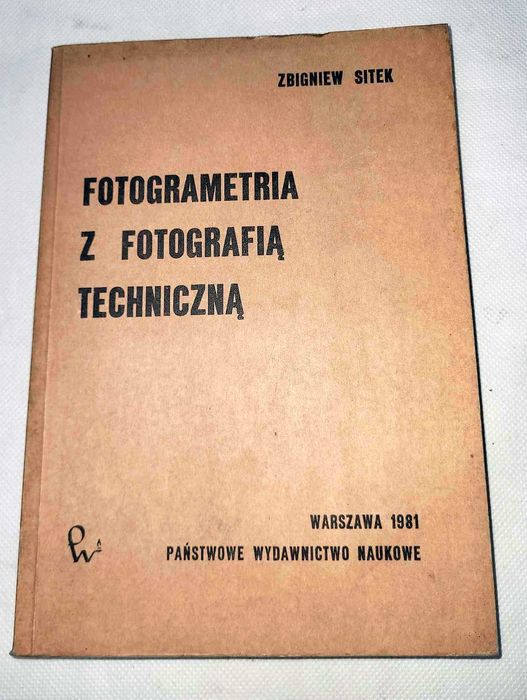 ZBIGNIEW SITEK
FOTOGRAMETRIA
Z FOTOGRAFIĄ
TECHNICZNĄ
WARSZAWA 1981
PAŃSTWOWE WYDAWNICTWO NAUKOWE